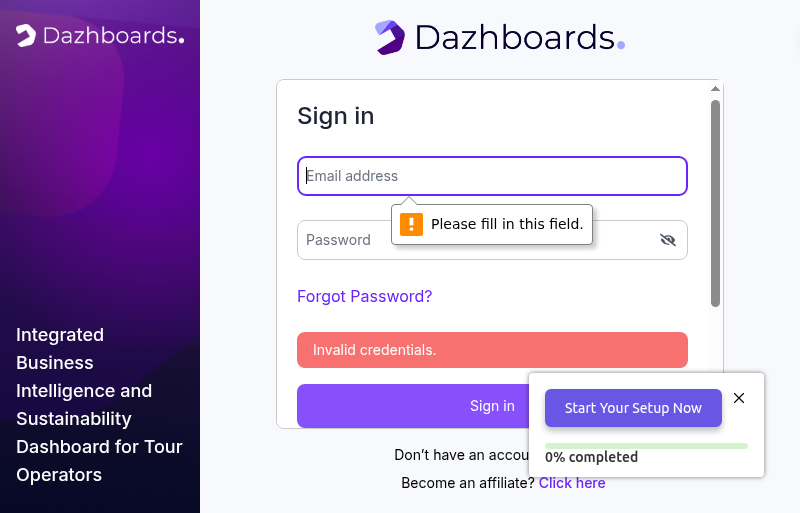 Dazhboards.
Integrated
Business
Intelligence and
Sustainability
Dashboard for Tour
Operators
Dazhboards.
Sign in
Email address
Please fill in this field.
Password
Forgot Password?
Invalid credentials.
Sign in
Start Your Setup Now
0% completed
Don't have an accou
Become an affiliate? Click here